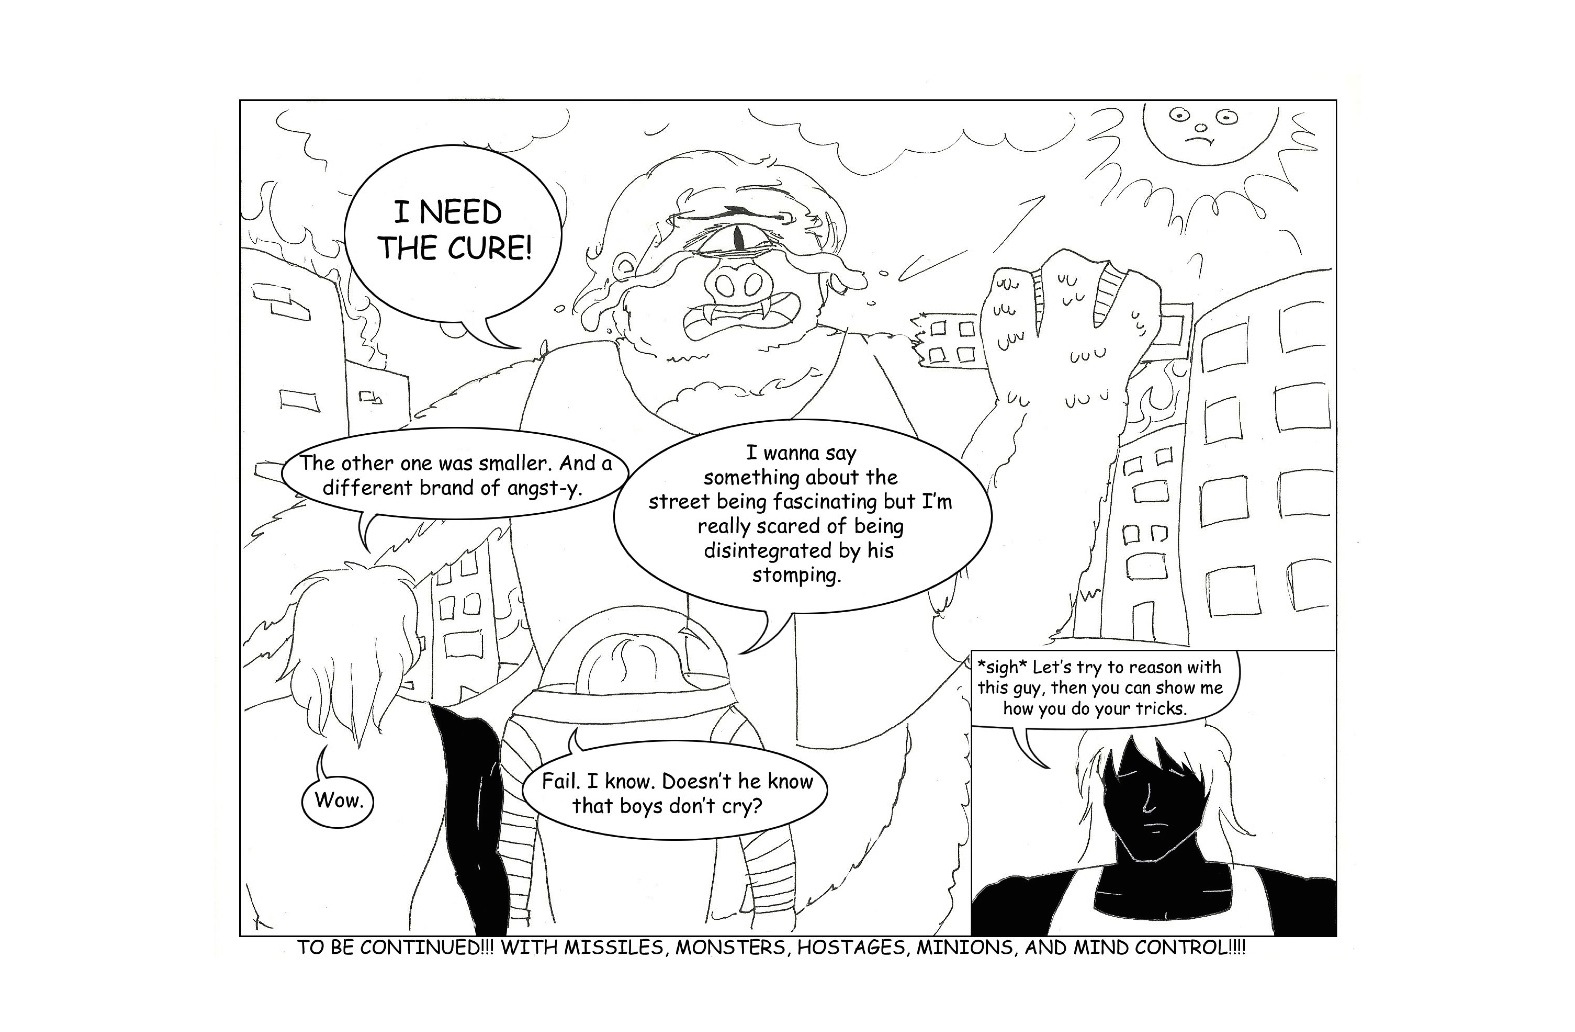 I NEED
THE CURE!
The other one was smaller. And a
different brand of angst-y.
I wanna say
something about the
street being fascinating but I'm
really scared of being
disintegrated by his
stomping.
Wow.
Fail. I know. Doesn't he know
that boys don't cry?
*sigh* Let's try to reason with
this guy, then you can show me
how you do your tricks.
TO BE CONTINUED!!! WITH MISSILES, MONSTERS, HOSTAGES, MINIONS, AND MIND CONTROL!!!!